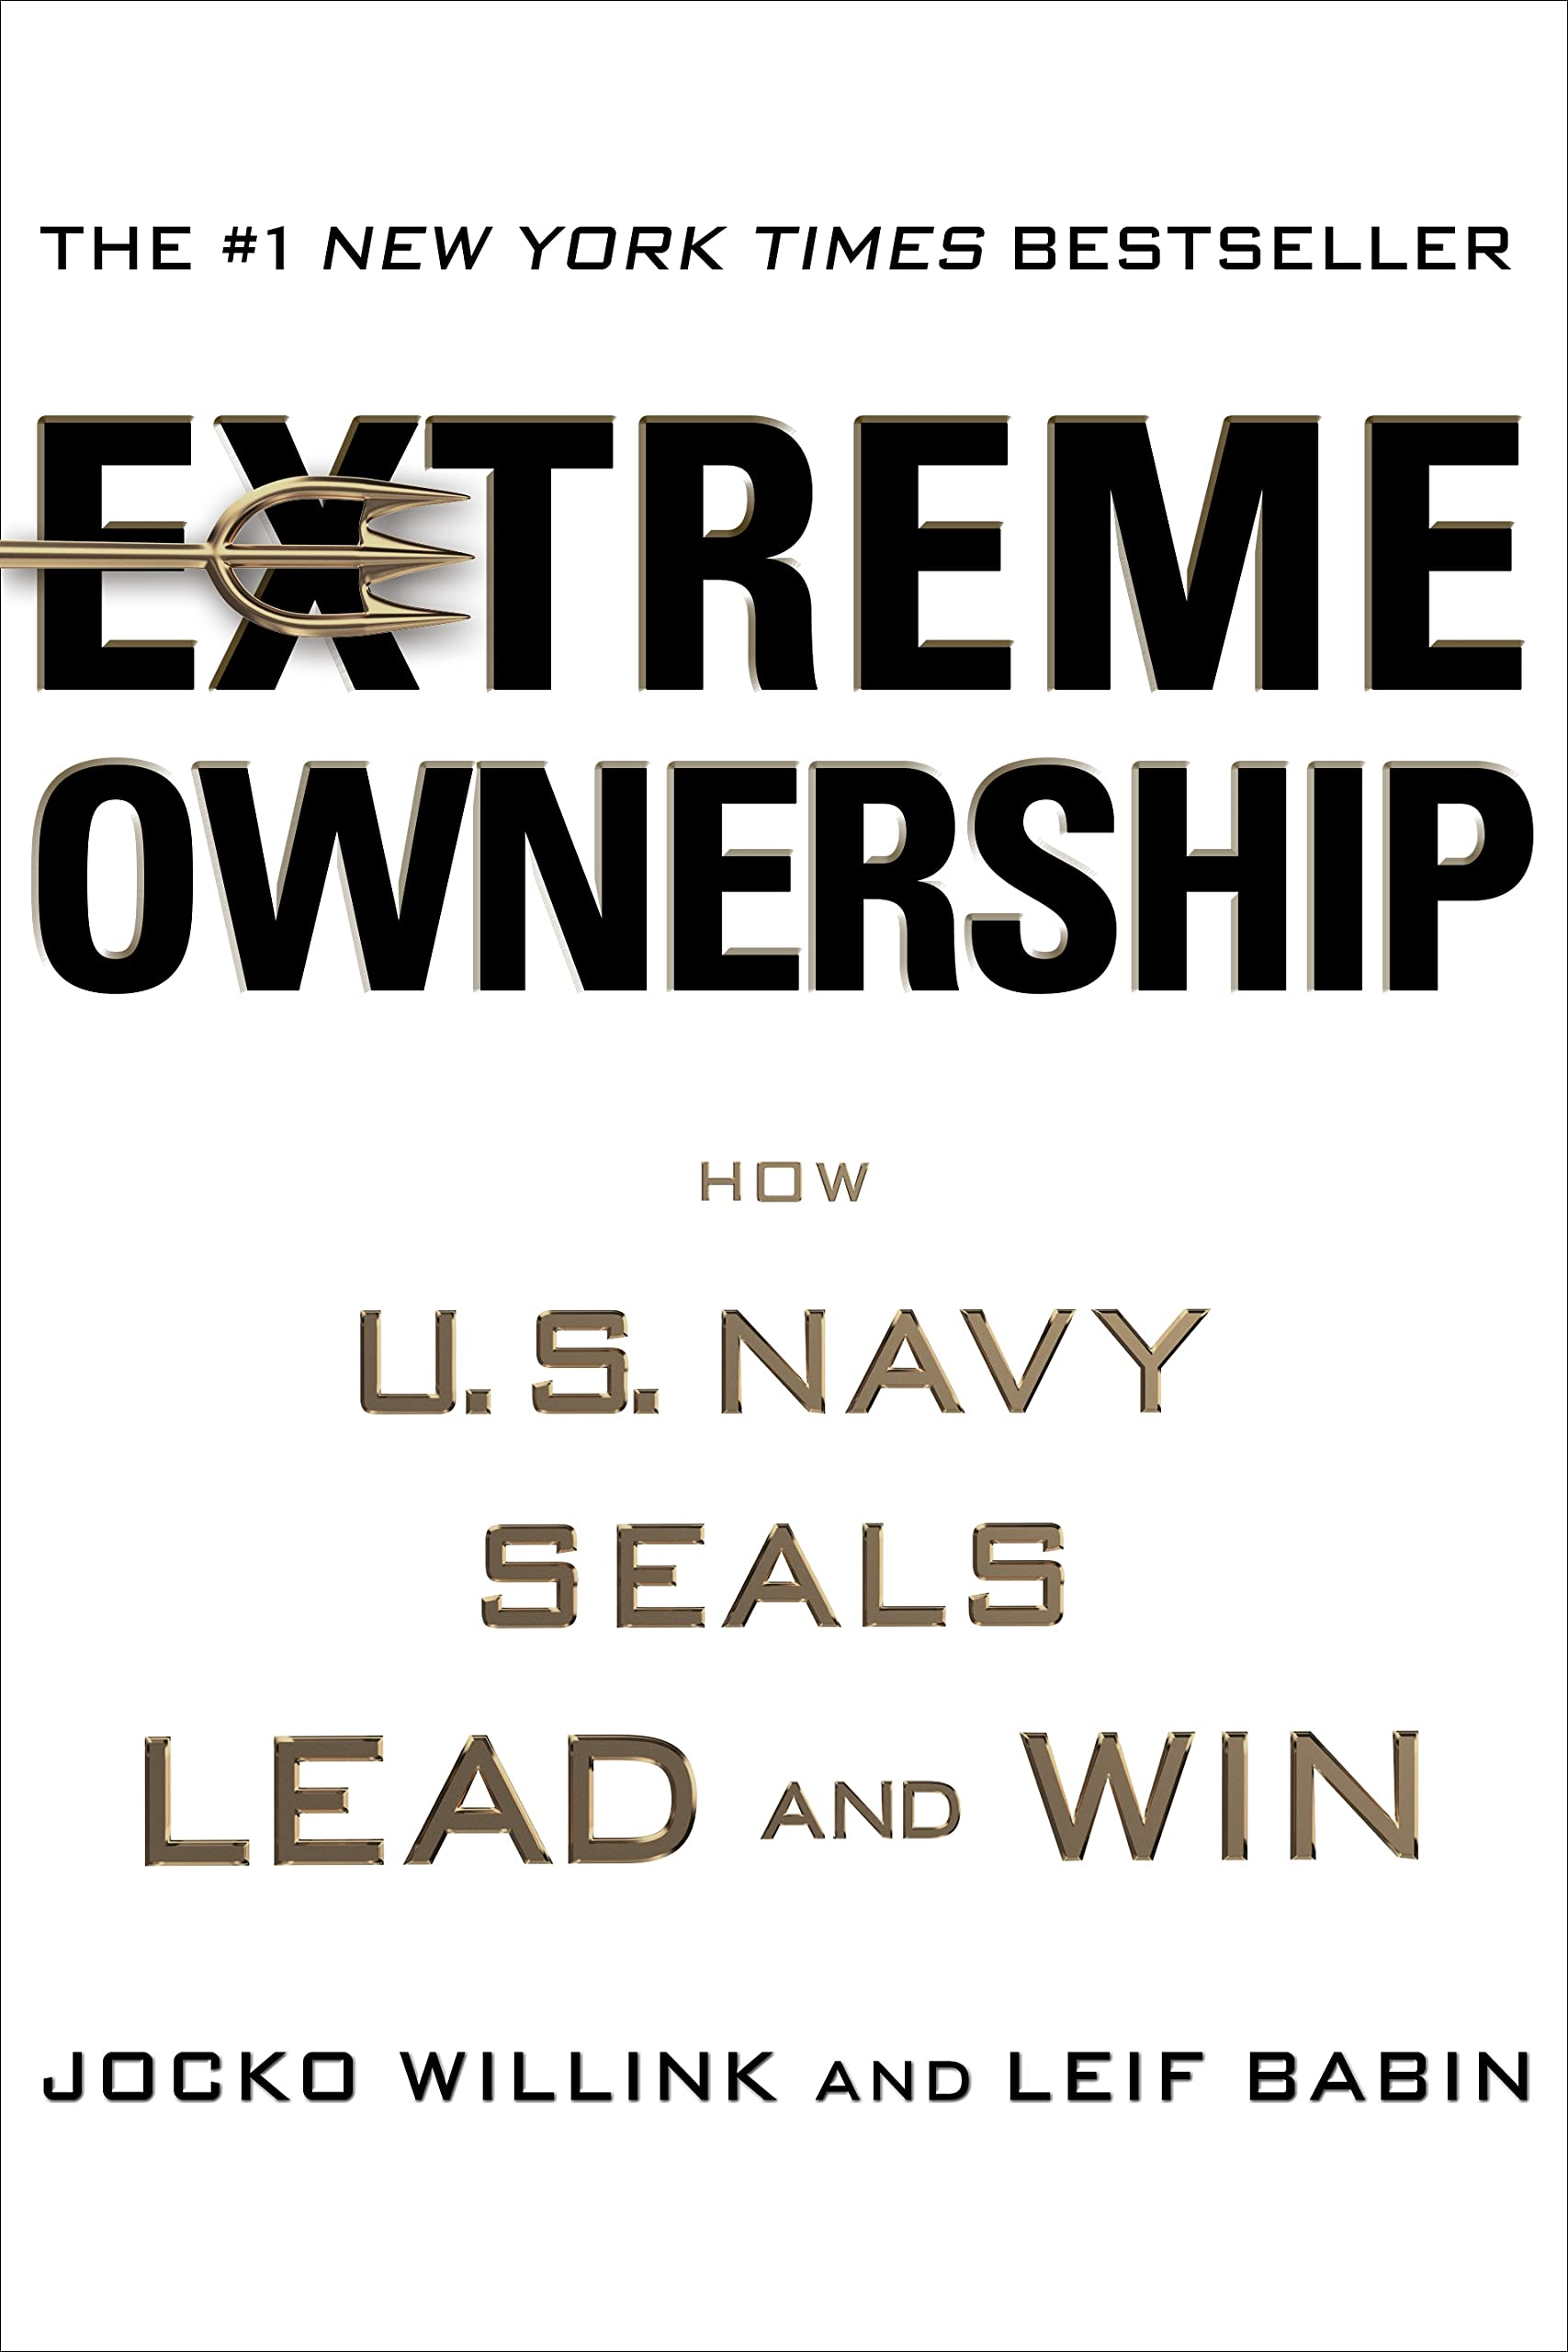 THE #1 NEW YORK TIMES BESTSELLER
EXTREME
OWNERSHIP
HOW
U.S. NAVY
SEALS
LEAD AND WIN
JOCKO WILLINK AND LEIF BABIN